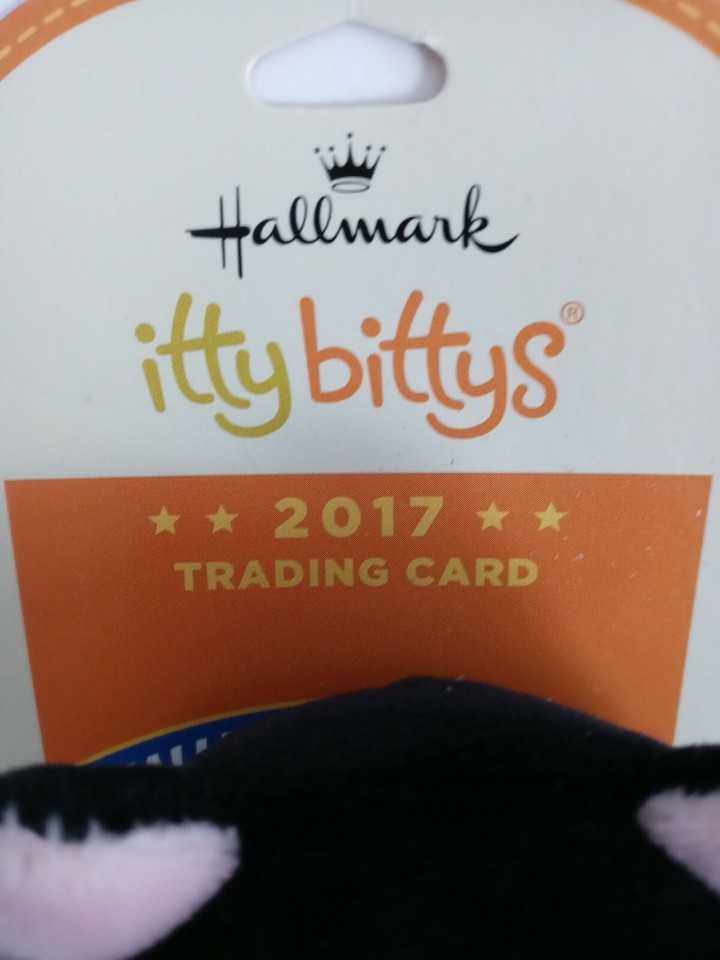 Hallmark
itty bittys®
2017
TRADING CARD